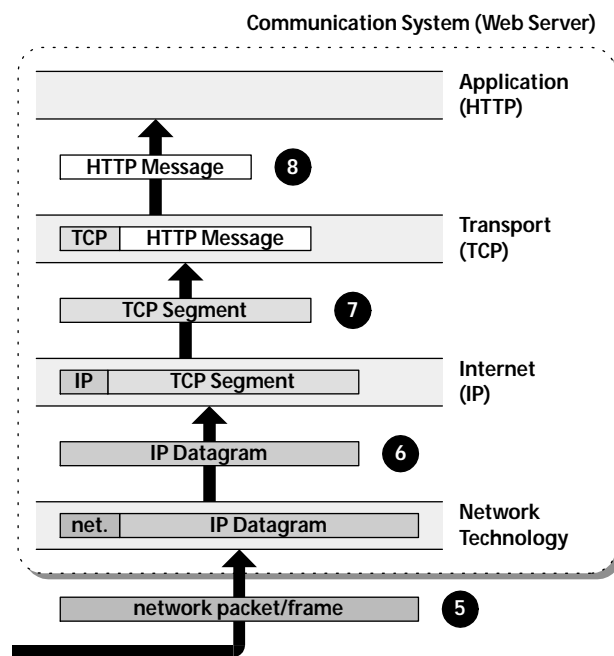 Communication System (Web Server)
Application
(HTTP)
HTTP Message 8
TCP HTTP Message
Transport
(TCP)
TCP Segment 7
IP TCP Segment
Internet
(IP)
IP Datagram 6
net. IP Datagram
Network
Technology
network packet/frame 5